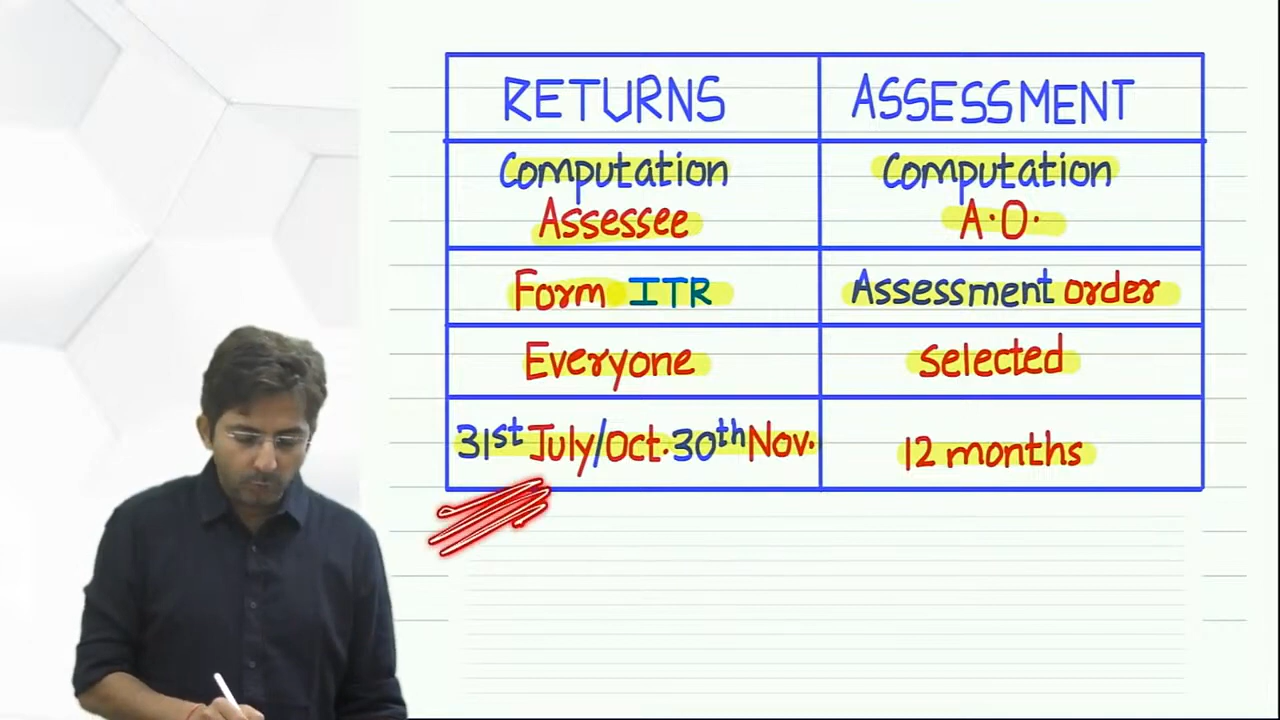 RETURNS
ASSESSMENT
Computation
Assessee
Computation
A.O.
Form ITR
Assessment order
Everyone
selected
31st July/Oct. 30th Nov.
12 months